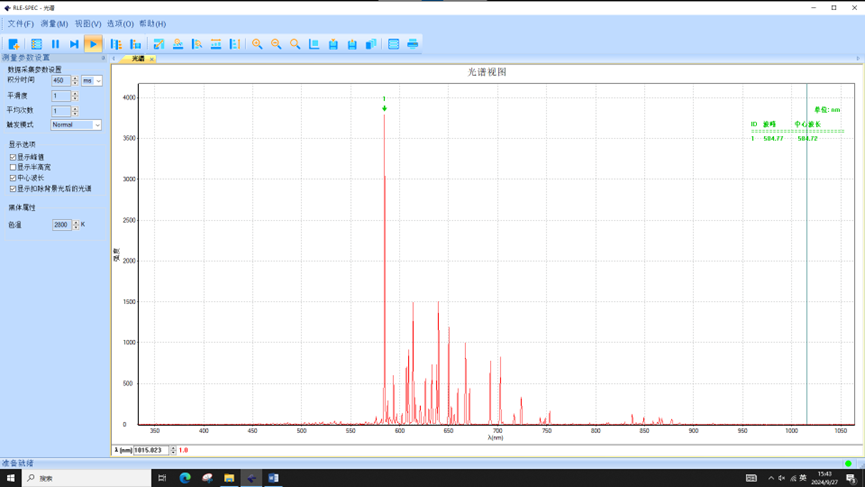 RLE-SPEC - 光谱
文件(F) 测量(M) 视图(V) 选项(O) 帮助(H)
测量参数设置
光谱
数据采集参数设置
积分时间 450 ms
平滑度 1
平均次数 1
触发模式 Normal
显示选项
显示峰值
显示半高宽
中心波长
显示扣除背景光后的光谱
黑体属性
色温 2800 K
光谱视图
单位: nm
ID 波峰 中心波长
1 584.77 584.72
1
强度
4000
3500
3000
2500
2000
1500
1000
500
0
350 400 450 500 550 600 650 700 750 800 850 900 950 1000 1050
λ(nm)
λ [nm] 1015.023 1.0
准备就绪
搜索
英
15:43
2024/9/27